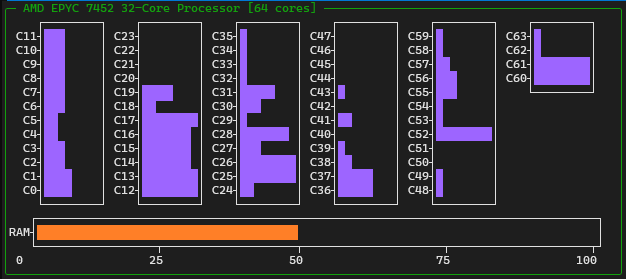 AMD EPYC 7452 32-Core Processor [64 cores]
C11 C23 C35 C47 C59 C63
C10 C22 C34 C46 C58 C62
C9 C21 C33 C45 C57 C61
C8 C20 C32 C44 C56 C60
C7 C19 C31 C43 C55
C6 C18 C30 C42 C54
C5 C17 C29 C41 C53
C4 C16 C28 C40 C52
C3 C15 C27 C39 C51
C2 C14 C26 C38 C50
C1 C13 C25 C37 C49
C0 C12 C24 C36 C48
RAM
0 25 50 75 100